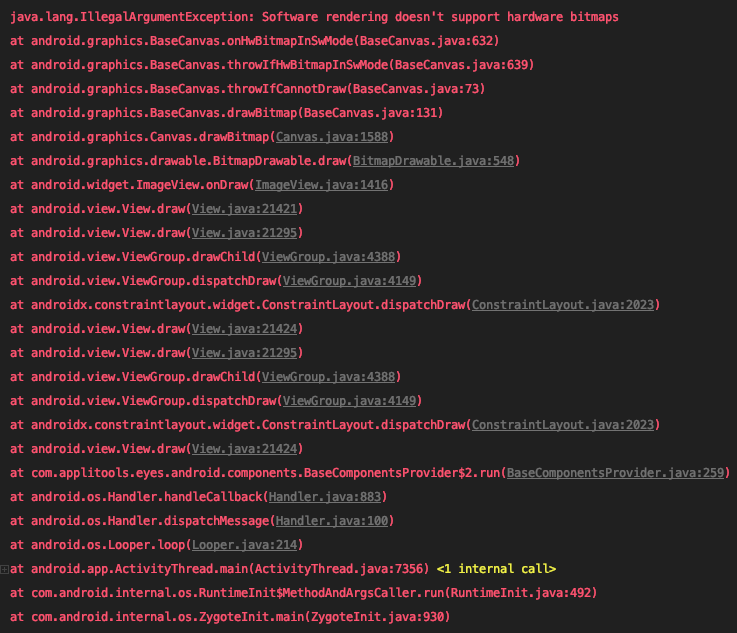 java.lang.IllegalArgumentException: Software rendering doesn't support hardware bitmaps
at android.graphics.BaseCanvas.onHwBitmapInSwMode(BaseCanvas.java:632)
at android.graphics.BaseCanvas.throwIfHwBitmapInSwMode(BaseCanvas.java:639)
at android.graphics.BaseCanvas.throwIfCannotDraw(BaseCanvas.java:73)
at android.graphics.BaseCanvas.drawBitmap(BaseCanvas.java:131)
at android.graphics.Canvas.drawBitmap(Canvas.java:1588)
at android.graphics.drawable.BitmapDrawable.draw(BitmapDrawable.java:548)
at android.widget.ImageView.onDraw(ImageView.java:1416)
at android.view.View.draw(View.java:21421)
at android.view.View.draw(View.java:21295)
at android.view.ViewGroup.drawChild(ViewGroup.java:4388)
at android.view.ViewGroup.dispatchDraw(ViewGroup.java:4149)
at androidx.constraintlayout.widget.ConstraintLayout.dispatchDraw(ConstraintLayout.java:2023)
at android.view.View.draw(View.java:21424)
at android.view.View.draw(View.java:21295)
at android.view.ViewGroup.drawChild(ViewGroup.java:4388)
at android.view.ViewGroup.dispatchDraw(ViewGroup.java:4149)
at androidx.constraintlayout.widget.ConstraintLayout.dispatchDraw(ConstraintLayout.java:2023)
at android.view.View.draw(View.java:21424)
at com.applitools.eyes.android.components.BaseComponentsProvider$2.run(BaseComponentsProvider.java:259)
at android.os.Handler.handleCallback(Handler.java:883)
at android.os.Handler.dispatchMessage(Handler.java:100)
at android.os.Looper.loop(Looper.java:214)
at android.app.ActivityThread.main(ActivityThread.java:7356) <1 internal call>
at com.android.internal.os.RuntimeInit$MethodAndArgsCaller.run(RuntimeInit.java:492)
at com.android.internal.os.ZygoteInit.main(ZygoteInit.java:930)